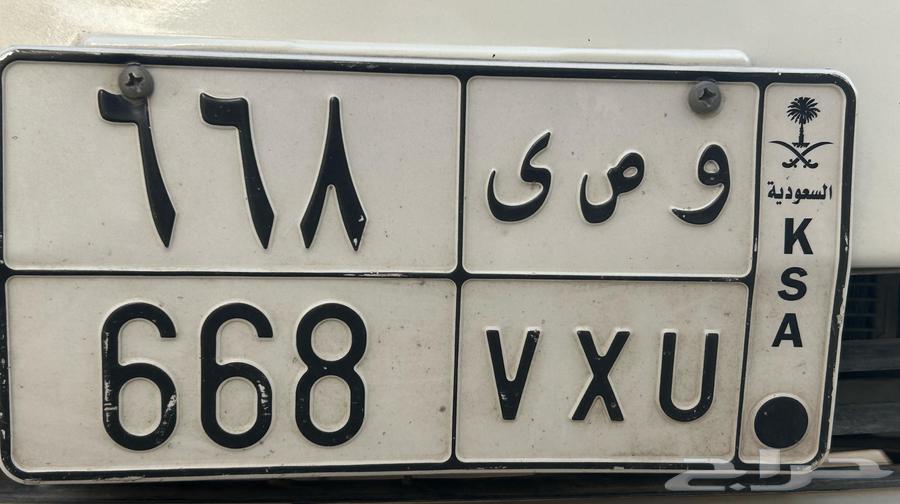 ٦٦٨ و ص ى
668 VXU
السعودية
K
S
A
حراج